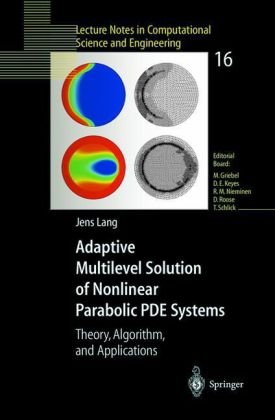 Lecture Notes in Computational
Science and Engineering
16
Editorial
Board:
M. Griebel
D. E. Keyes
R. M. Nieminen
D. Roose
T. Schlick
Jens Lang
Adaptive
Multilevel Solution
of Nonlinear
Parabolic PDE Systems
Theory, Algorithm,
and Applications
Springer